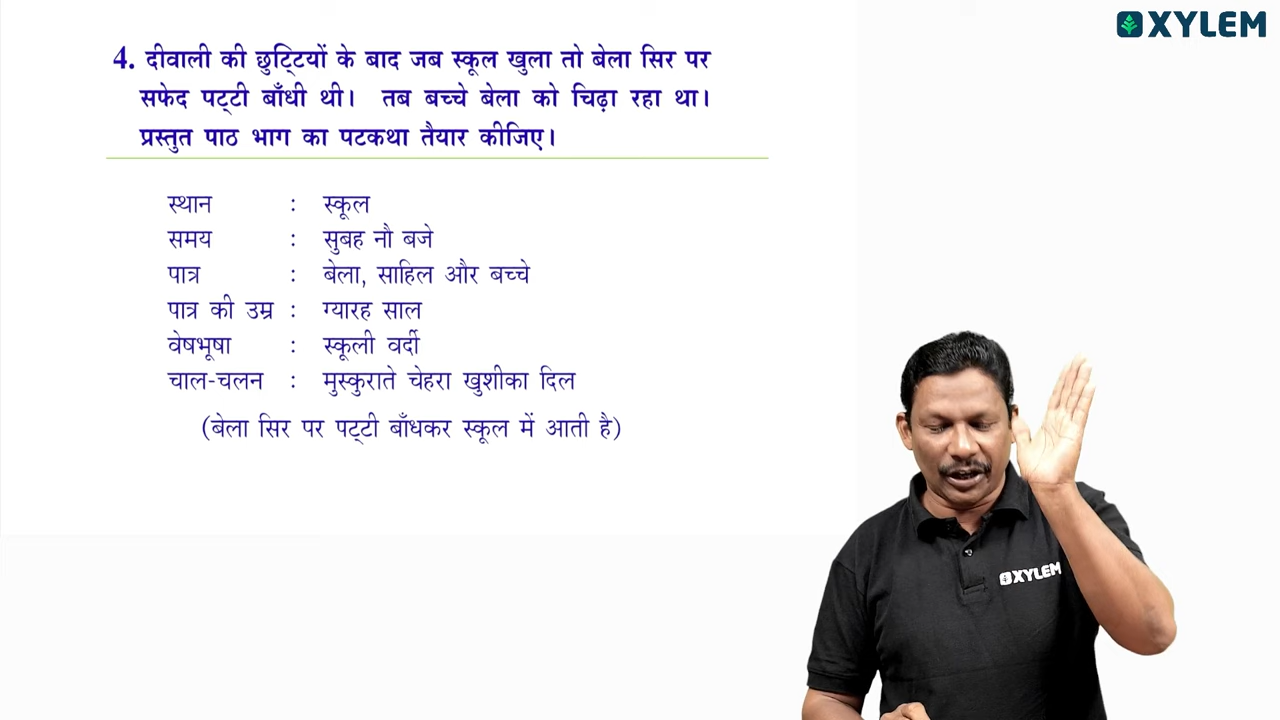 XYLEM
4. दीवाली की छुट्टियों के बाद जब स्कूल खुला तो बेला सिर पर
सफेद पट्टी बाँधी थी। तब बच्चे बेला को चिढ़ा रहा था।
प्रस्तुत पाठ भाग का पटकथा तैयार कीजिए।
स्थान : स्कूल
समय : सुबह नौ बजे
पात्र : बेला, साहिल और बच्चे
पात्र की उम्र : ग्यारह साल
वेषभूषा : स्कूली वर्दी
चाल-चलन : मुस्कुराते चेहरा खुशीका दिल
(बेला सिर पर पट्टी बाँधकर स्कूल में आती है)
XYLEM